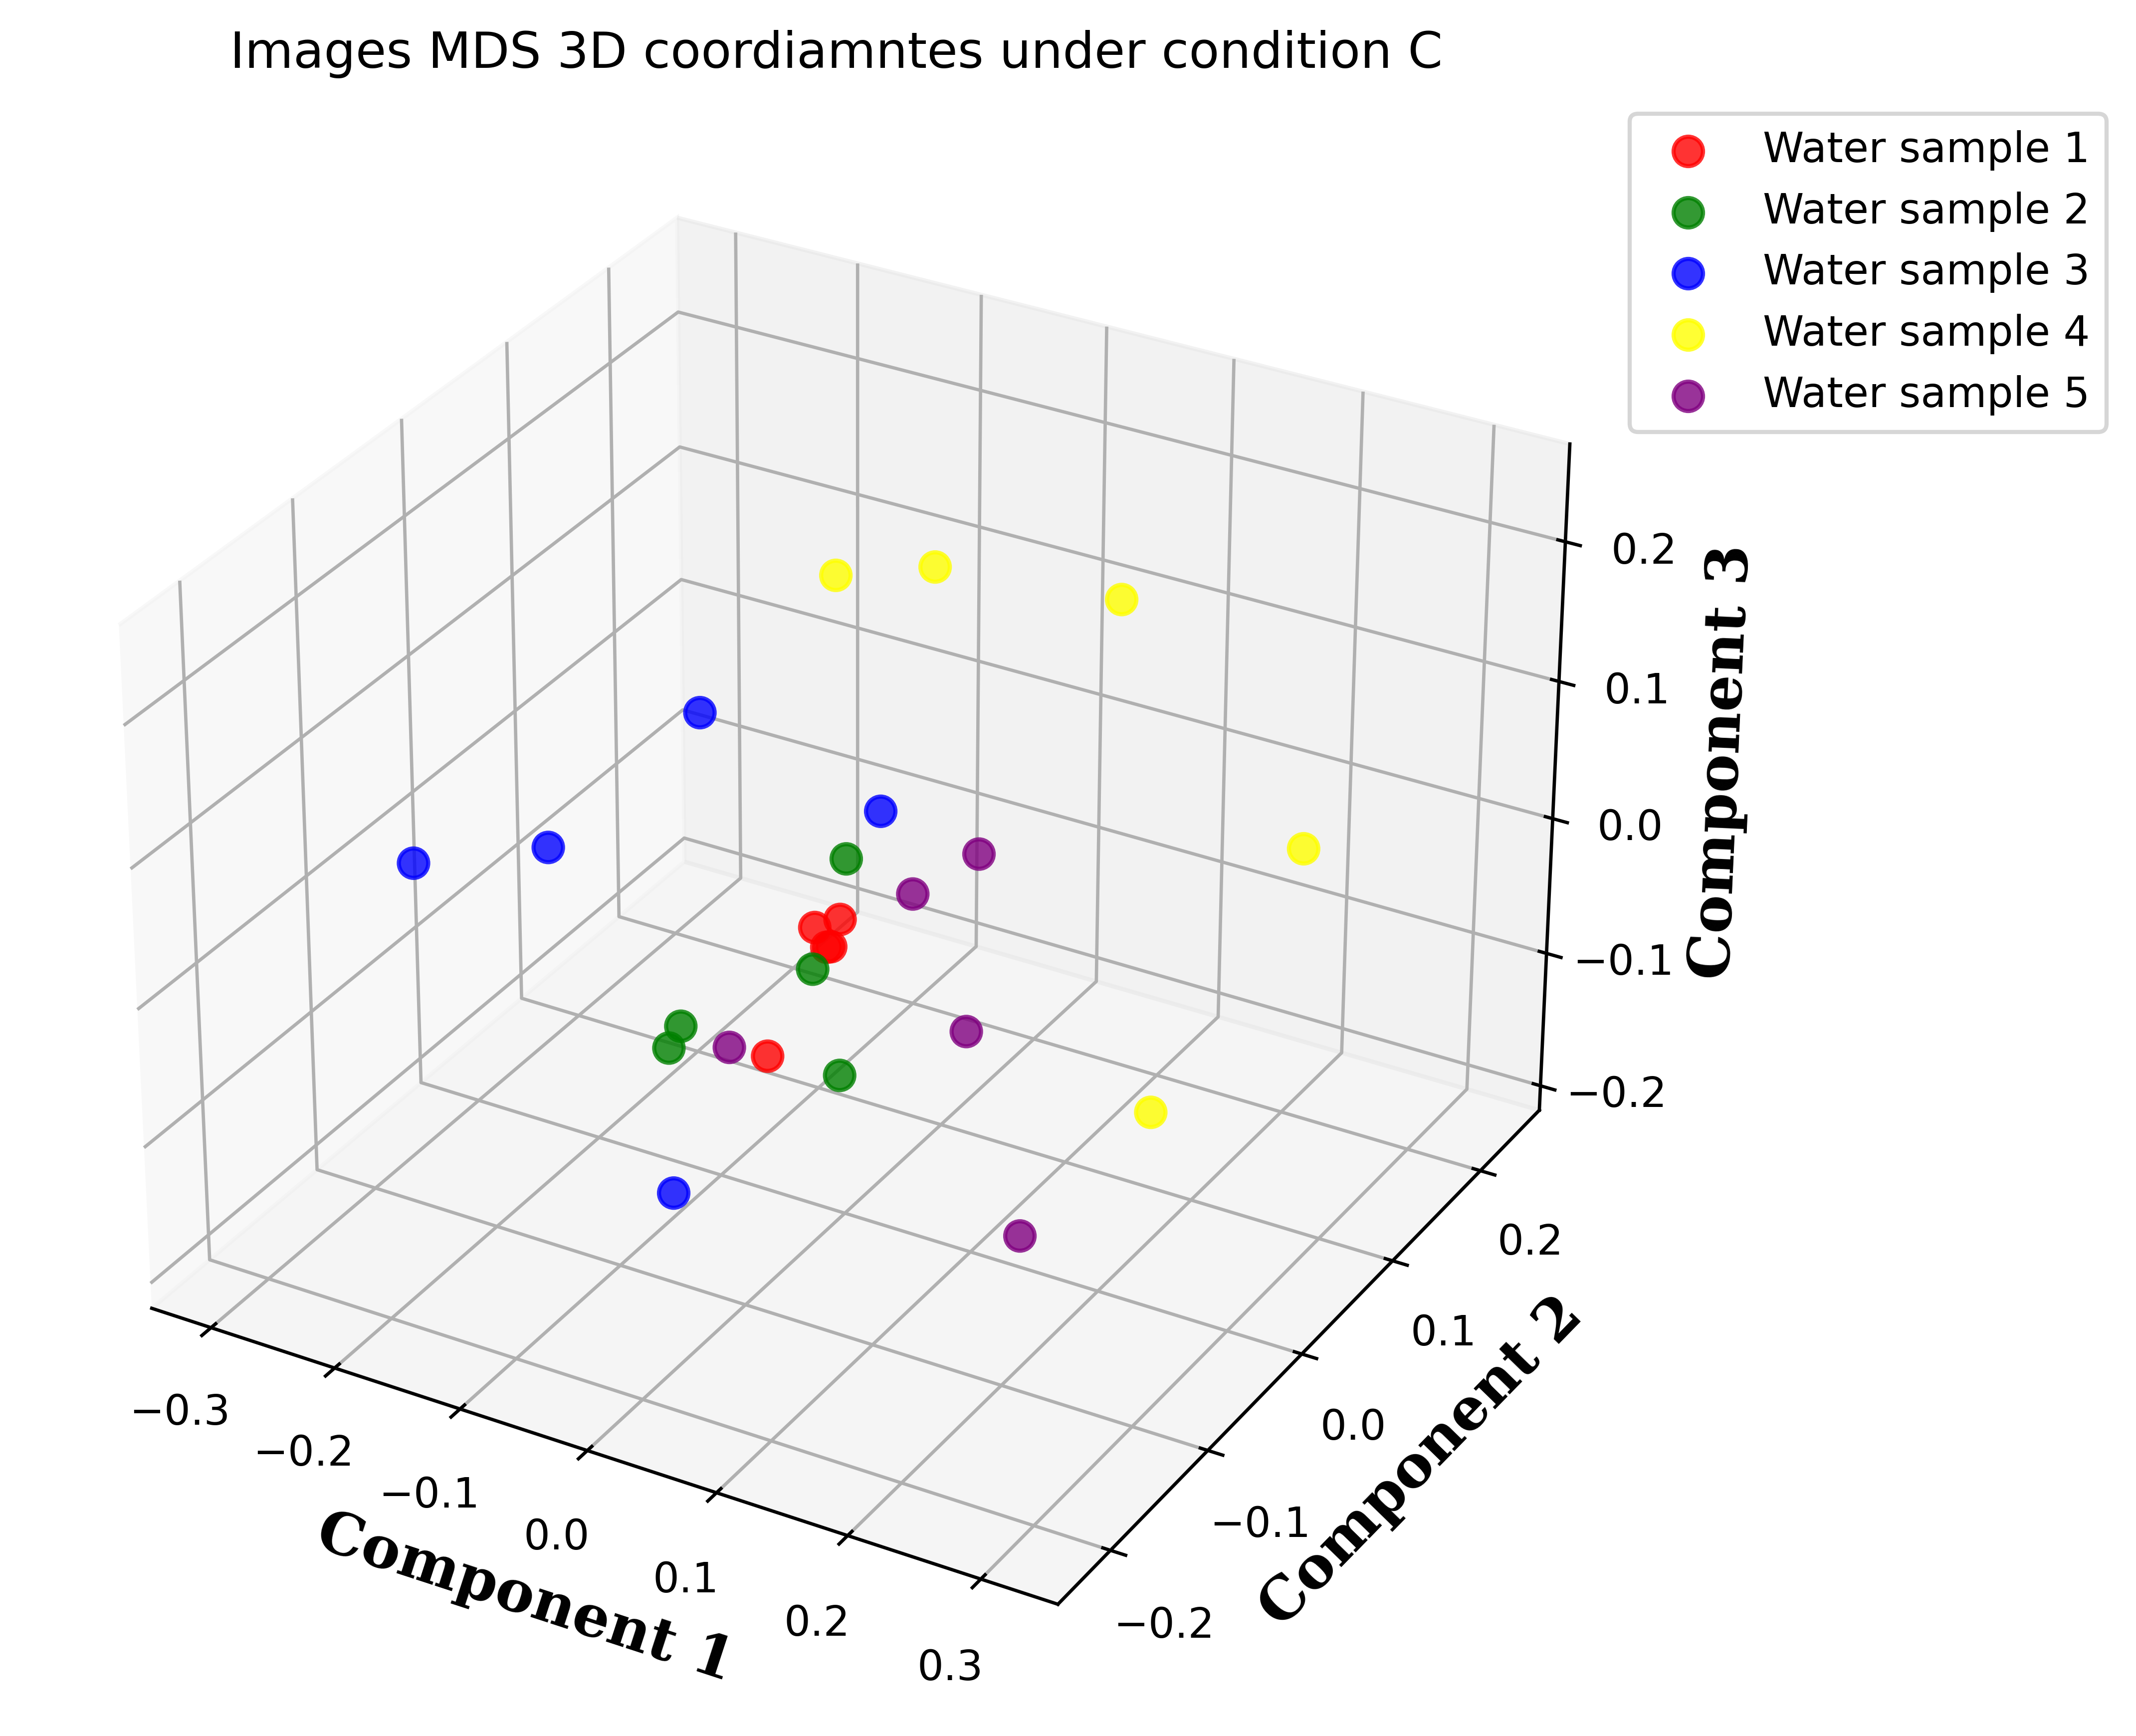 Images MDS 3D coordiamntes under condition C
Water sample 1
Water sample 2
Water sample 3
Water sample 4
Water sample 5
0.2
0.1
0.0
−0.1
−0.2
Component 3
0.2
0.1
0.0
−0.1
−0.2
Component 2
−0.3
−0.2
−0.1
0.0
0.1
0.2
0.3
Component 1